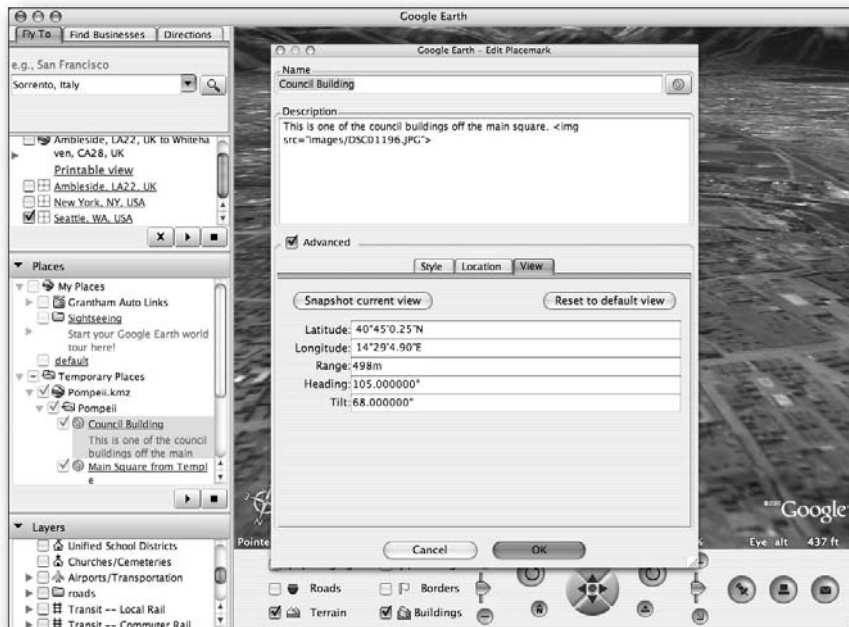 Google Earth
Fly To
Find Businesses
Directions
e.g., San Francisco
Sorrento, Italy
Ambleside, LA22, UK to Whiteha
ven, CA28, UK
Printable view
Ambleside, LA22, UK
New York, NY, USA
Seattle, WA, USA
Places
My Places
Grantham Auto Links
Sightseeing
Start your Google Earth world
tour here!
default
Temporary Places
Pompeii.kmz
Pompeii
Council Building
This is one of the council
buildings off the main
Main Square from Templ
e
Layers
Unified School Districts
Churches/Cemeteries
Airports/Transportation
roads
Transit -- Local Rail
Transit -- Commuter Rail
Google Earth - Edit Placemark
Name
Council Building
Description
This is one of the council buildings off the main square. <img
src="images/DSC01196.JPG">
Advanced
Style
Location
View
Snapshot current view
Reset to default view
Latitude: 40°45'0.25"N
Longitude: 14°29'4.90"E
Range: 498m
Heading: 105.000000°
Tilt: 68.000000°
Cancel
OK
N
Google
Pointe
%
Eye alt 437 ft
Roads
Borders
Terrain
Buildings